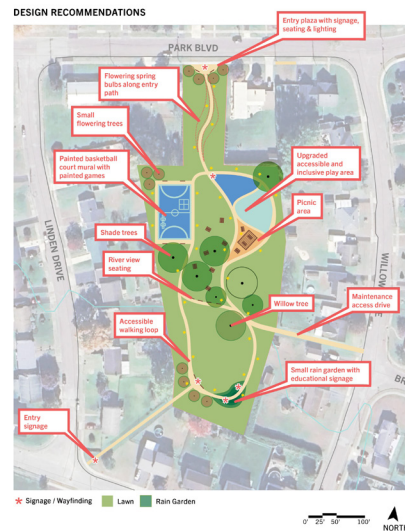 DESIGN RECOMMENDATIONS
Entry plaza with signage,
seating & lighting
PARK BLVD
Flowering spring
bulbs along entry
path
Small
flowering trees
Painted basketball
court mural with
painted games
Upgraded
accessible and
inclusive play area
Picnic
area
LINDEN DRIVE
Shade trees
River view
seating
WILLOW
Willow tree
Maintenance
access drive
Accessible
walking loop
Small rain garden with
educational signage
BR
Entry
signage
Signage / Wayfinding
Lawn
Rain Garden
0' 25' 50' 100'
NORTH